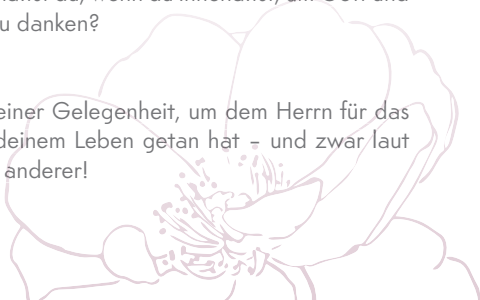 u danken?
einer Gelegenheit, um dem Herrn für das
deinem Leben getan hat – und zwar laut
anderer!